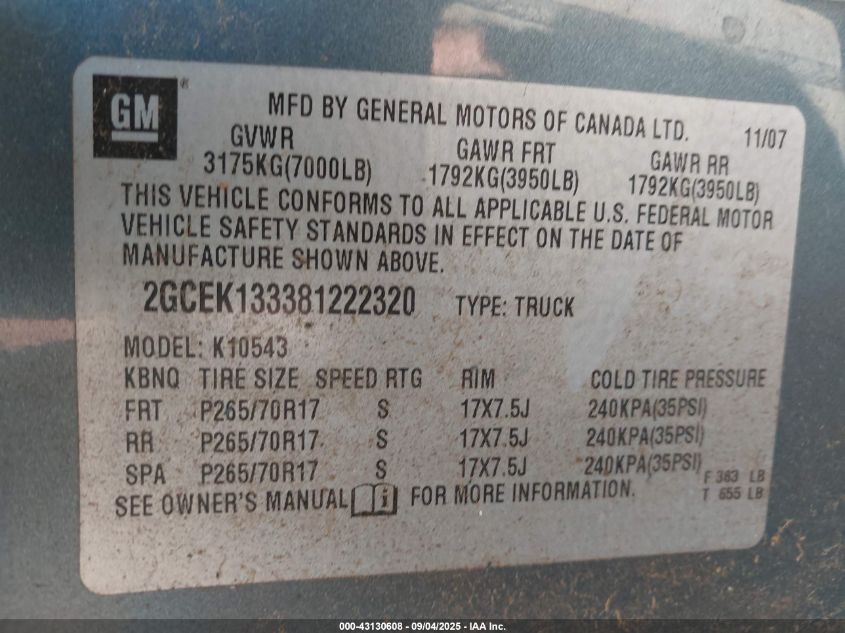 GM ®
MFD BY GENERAL MOTORS OF CANADA LTD. 11/07
GVWR GAWR FRT GAWR RR
3175KG(7000LB) 1792KG(3950LB) 1792KG(3950LB)
THIS VEHICLE CONFORMS TO ALL APPLICABLE U.S. FEDERAL MOTOR
VEHICLE SAFETY STANDARDS IN EFFECT ON THE DATE OF
MANUFACTURE SHOWN ABOVE.
2GCEK133381222320 TYPE: TRUCK
MODEL: K10543
KBNQ TIRE SIZE SPEED RTG RIM COLD TIRE PRESSURE
FRT P265/70R17 S 17X7.5J 240KPA(35PSI)
RR P265/70R17 S 17X7.5J 240KPA(35PSI)
SPA P265/70R17 S 17X7.5J 240KPA(35PSI)
F 363 LB
SEE OWNER'S MANUAL i FOR MORE INFORMATION. T 655 LB
000-43130608 - 09/04/2025 - IAA Inc.